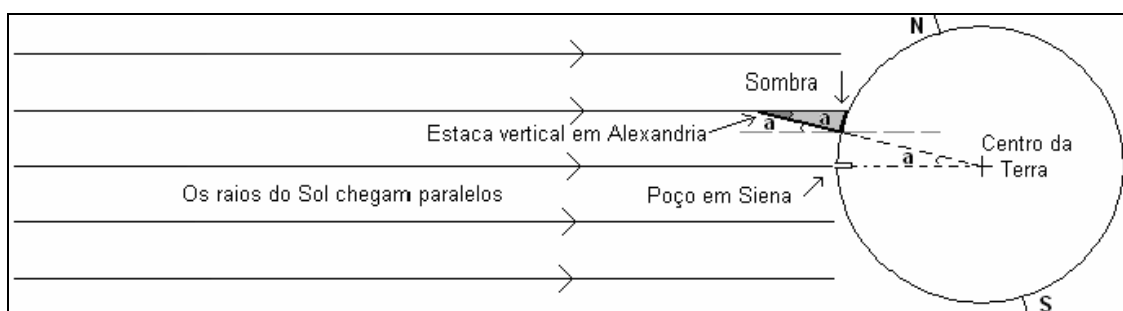 N
Sombra
a
Estaca vertical em Alexandria
a
Centro da
Terra
a
Os raios do Sol chegam paralelos
Poço em Siena
S